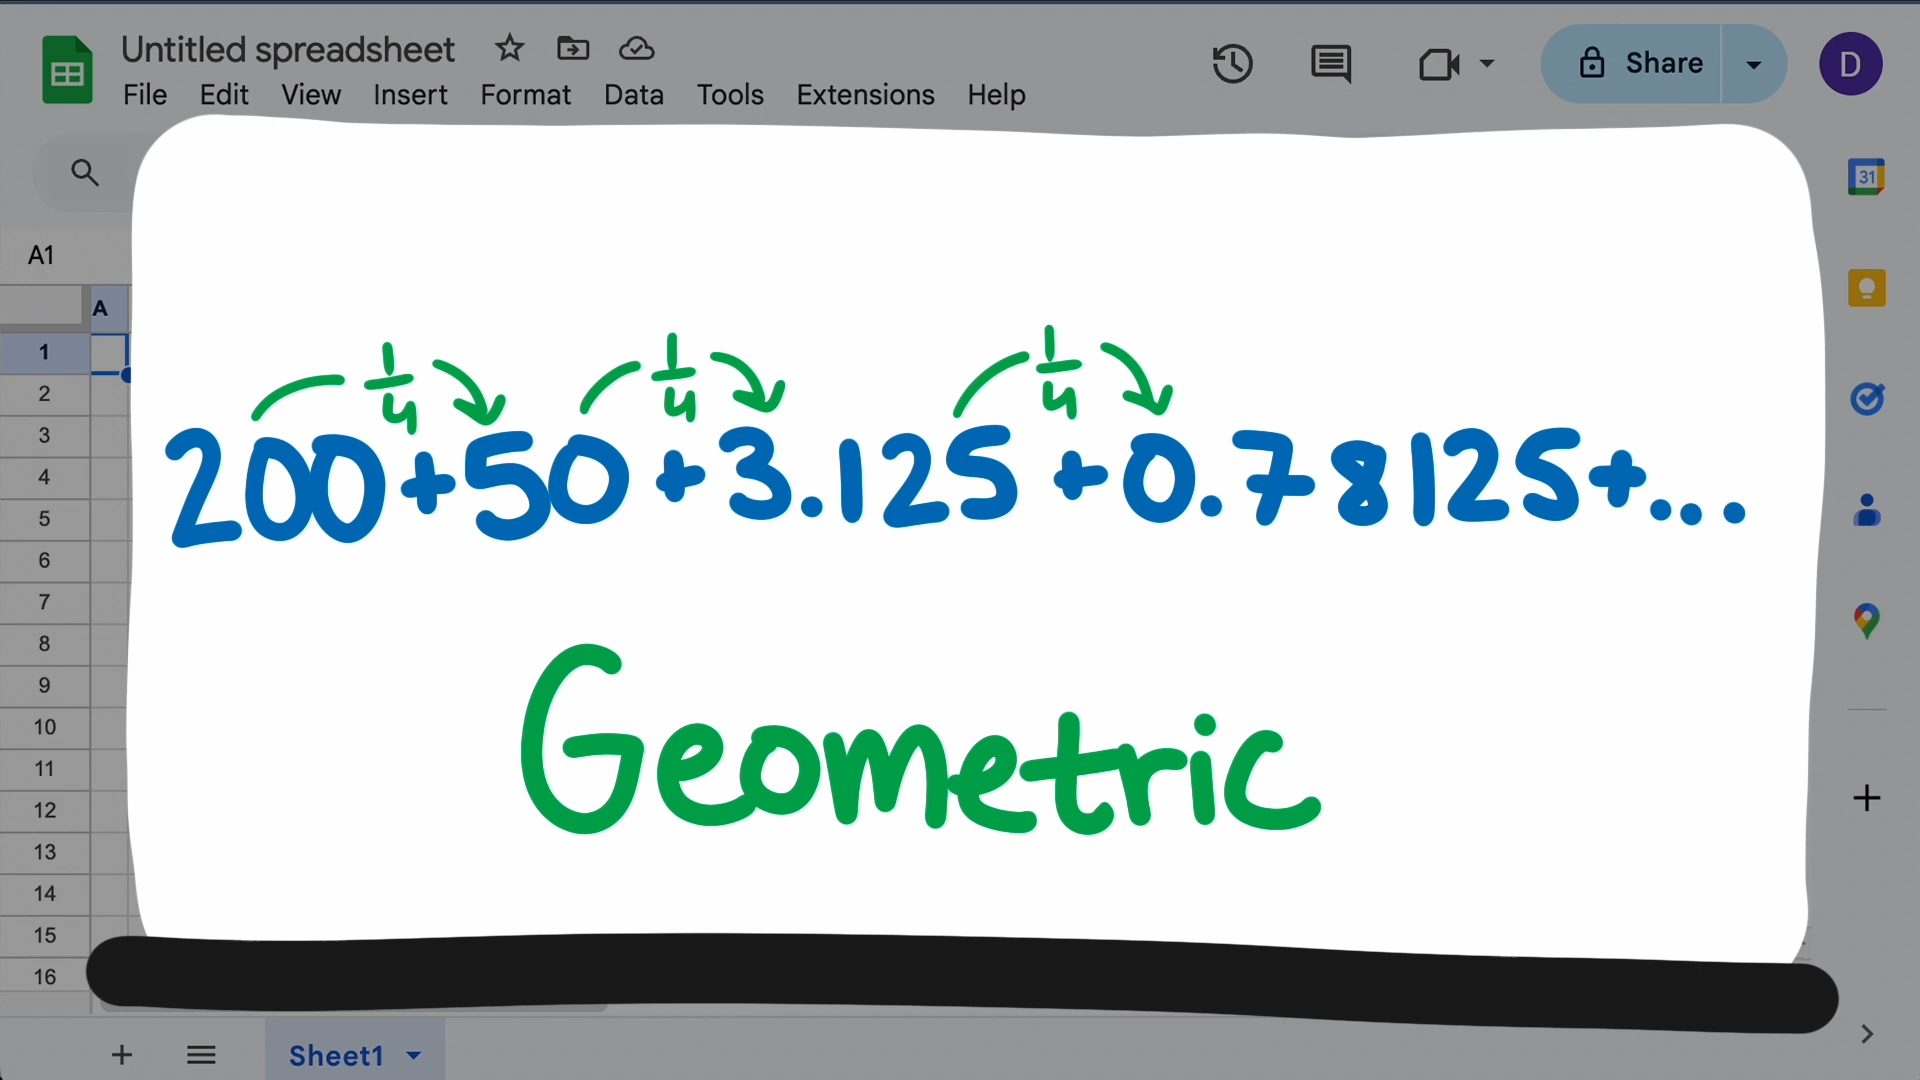 Untitled spreadsheet
File Edit View Insert Format Data Tools Extensions Help
Share
D
31
A1
A
1
2
3
4
5
6
7
8
9
10
11
12
13
14
15
16
1/4 1/4 1/4
200+50+3.125+0.78125+...
Geometric
Sheet1